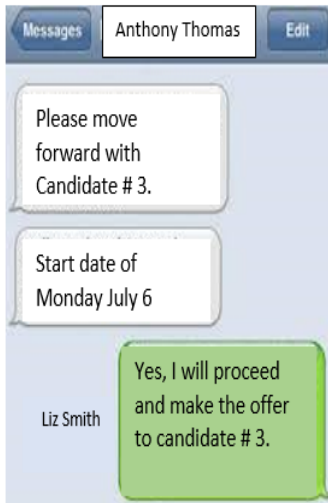 Messages
Anthony Thomas
Edit
Please move
forward with
Candidate # 3.
Start date of
Monday July 6
Yes, I will proceed
and make the offer
to candidate # 3.
Liz Smith